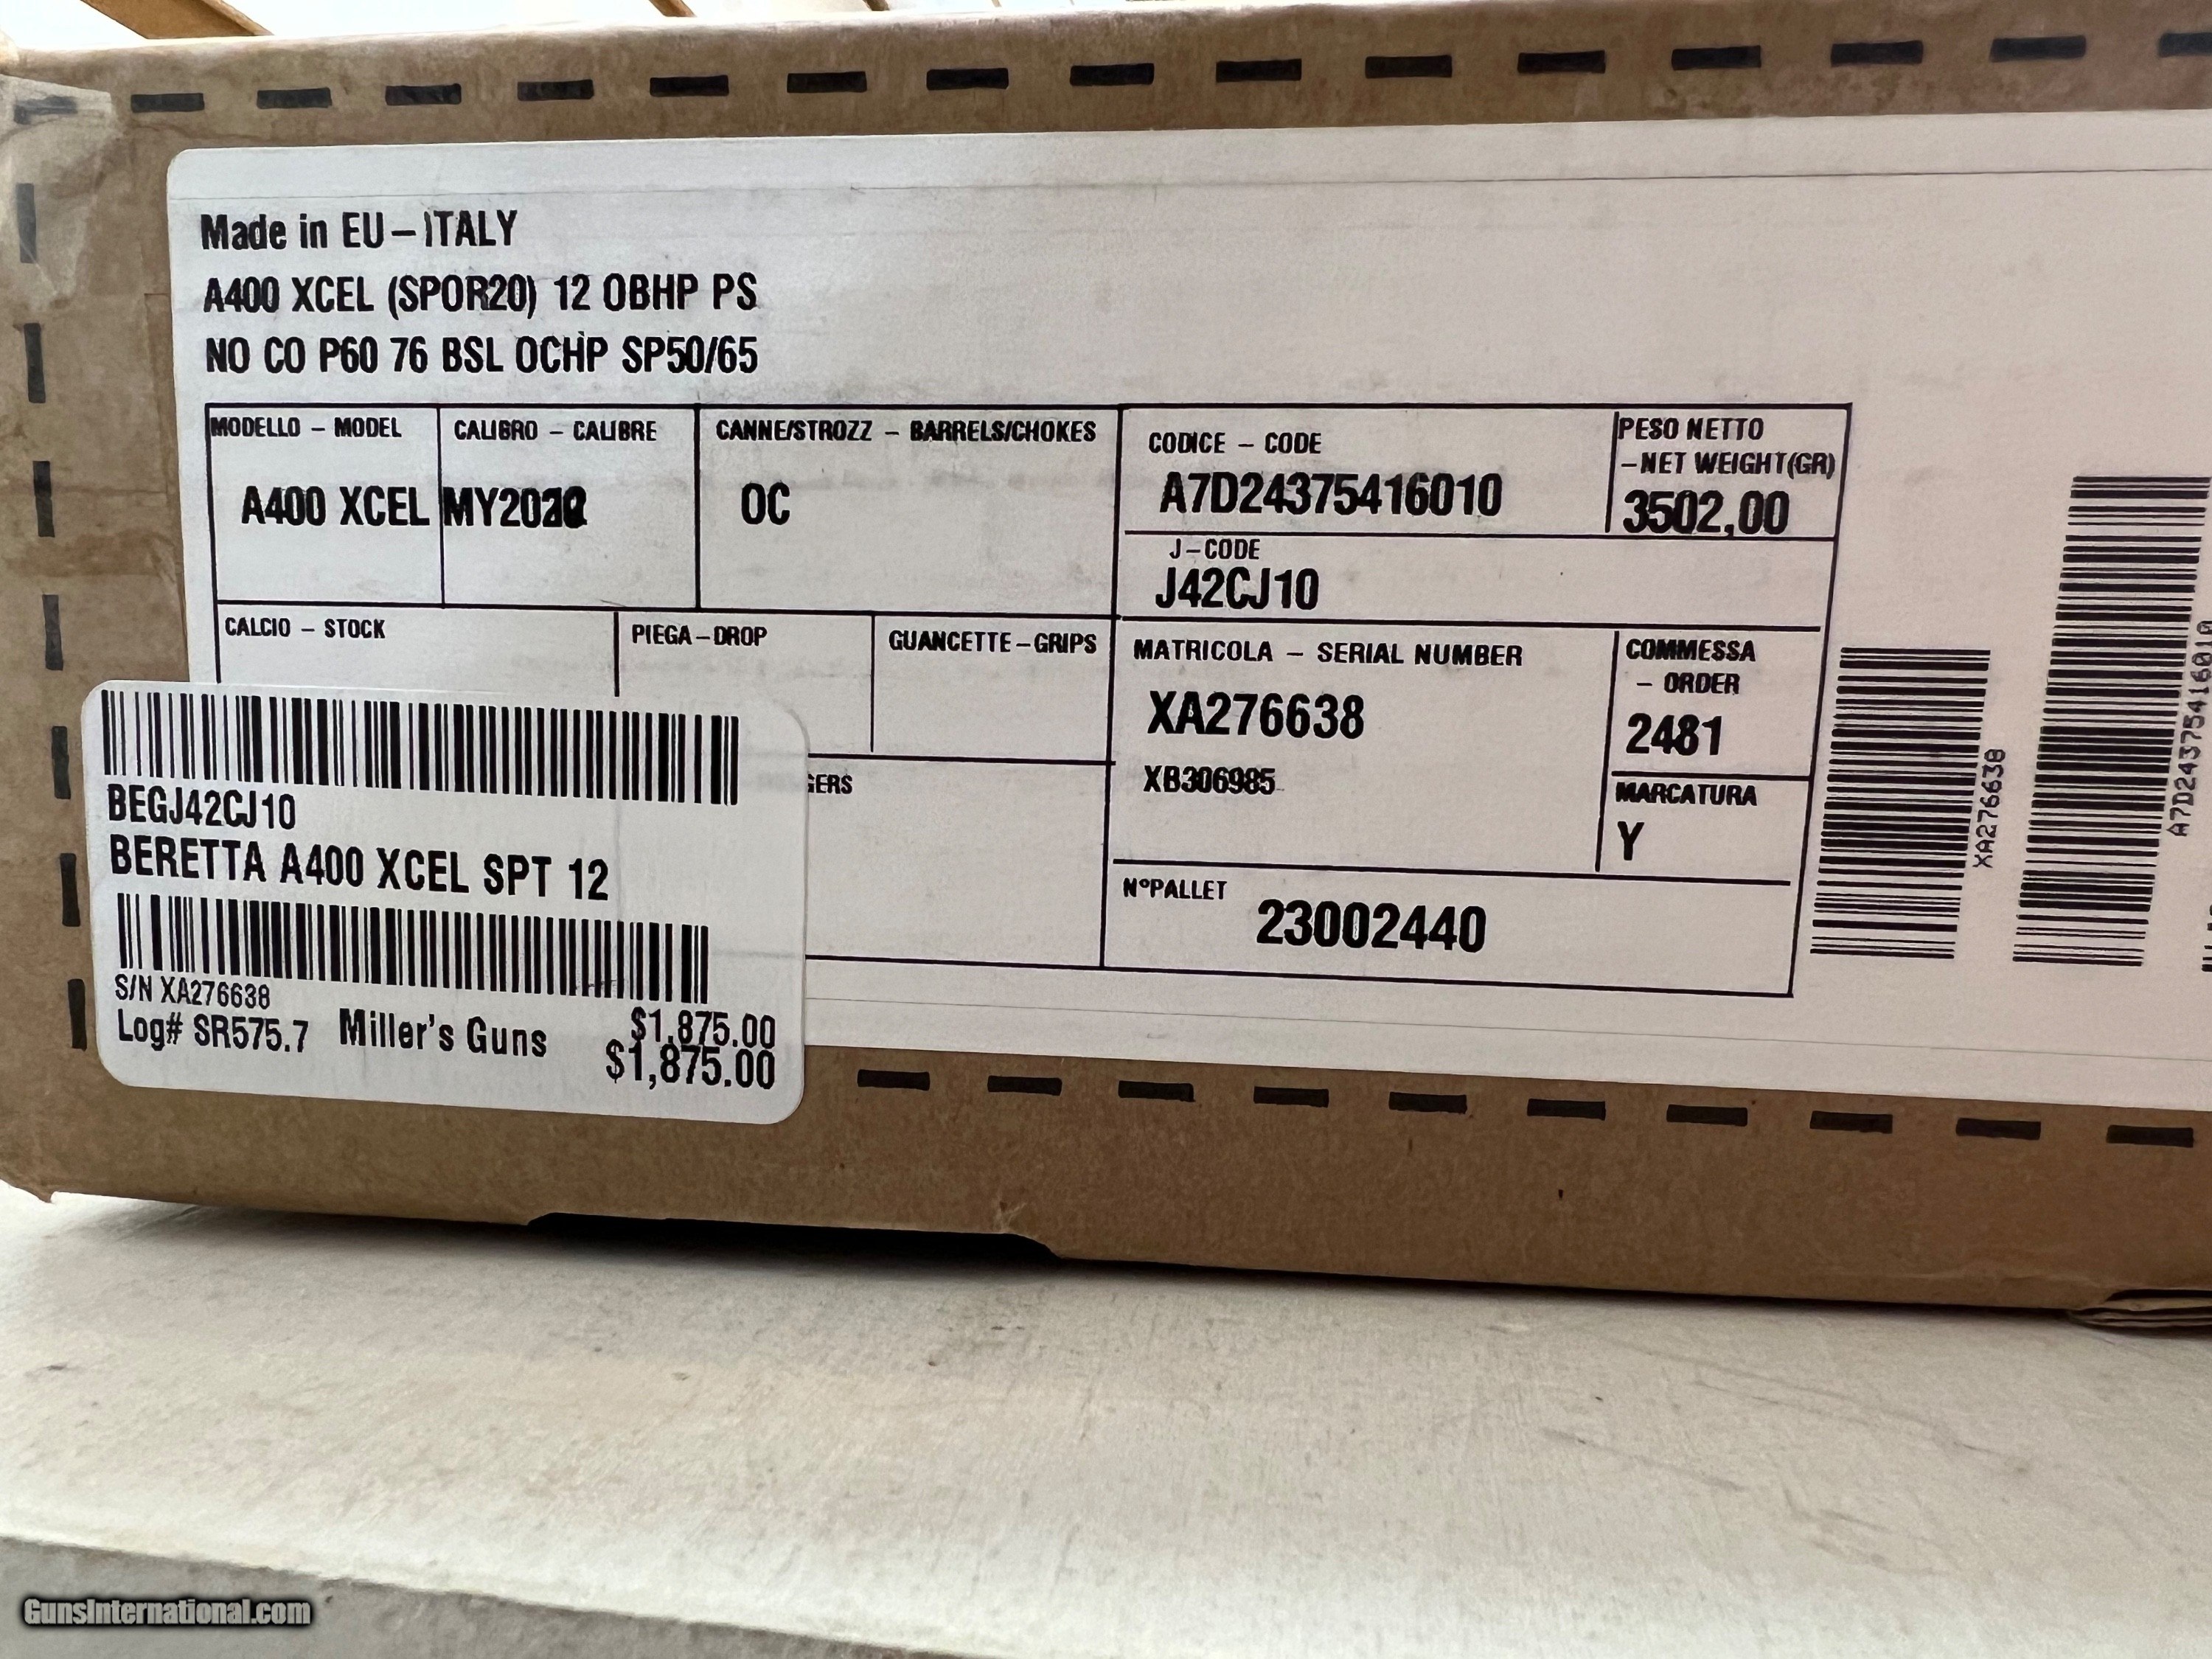 Made in EU-ITALY
A400 XCEL (SPOR20) 12 OBHP PS
NO CO P60 76 BSL OCHP SP50/65
MODELLO - MODEL
A400 XCEL
CALIBRO - CALIBRE
CANNE/STROZZ - BARRELS/CHOKES
OC
CODICE - CODE
A7D24375416010
PESO NETTO
-NET WEIGHT(GR)
3502,00
J-CODE
J42CJ10
CALCIO - STOCK
PIEGA-DROP
GUANCETTE-GRIPS
MATRICOLA - SERIAL NUMBER
XA276638
XB306985
COMMESSA
- ORDER
2481
MARCATURA
Y
N°PALLET
23002440
XA276638
A7D24375416010
BEGJ42CJ10
BERETTA A400 XCEL SPT 12
S/N XA276638
Log# SR575.7 Miller's Guns
$1,875.00
$1,875.00
GunsInternational.com